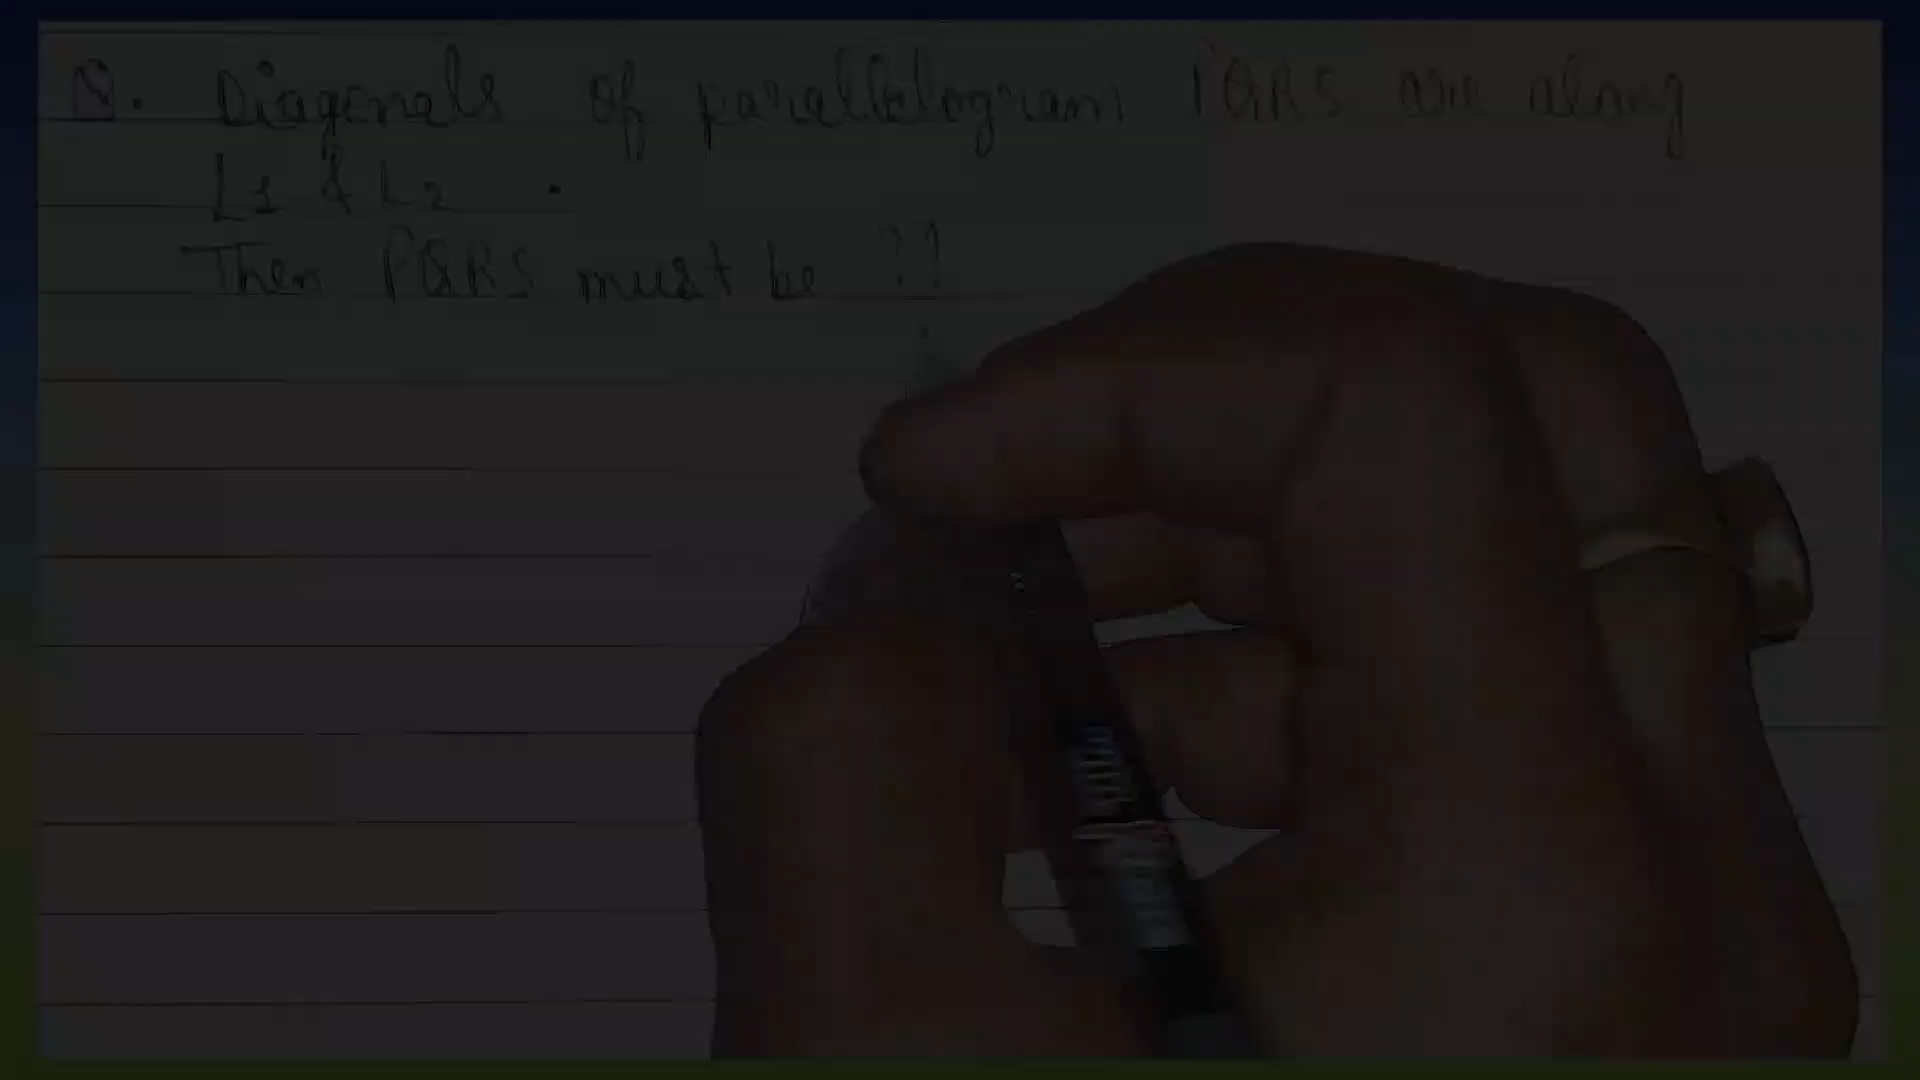 Q. Diagonals of parallelogram PQRS are along
L1 & L2 .
Then PQRS must be ??